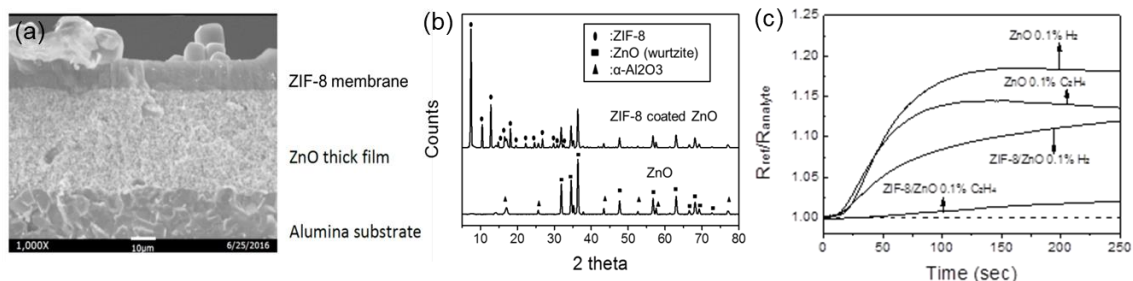 (a)
ZIF-8 membrane
ZnO thick film
Alumina substrate
1,000X 10μm 6/25/2016
(b)
:ZIF-8
:ZnO (wurtzite)
:α-Al2O3
ZIF-8 coated ZnO
ZnO
Counts
5 10 20 30 40 50 60 70 80
2 theta
(c)
1.25
1.20
1.15
1.10
1.05
1.00
Rref/Ranalyte
ZnO 0.1% H₂
ZnO 0.1% C₂H₄
ZIF-8/ZnO 0.1% H₂
ZIF-8/ZnO 0.1% C₂H₄
0 50 100 150 200 250
Time (sec)